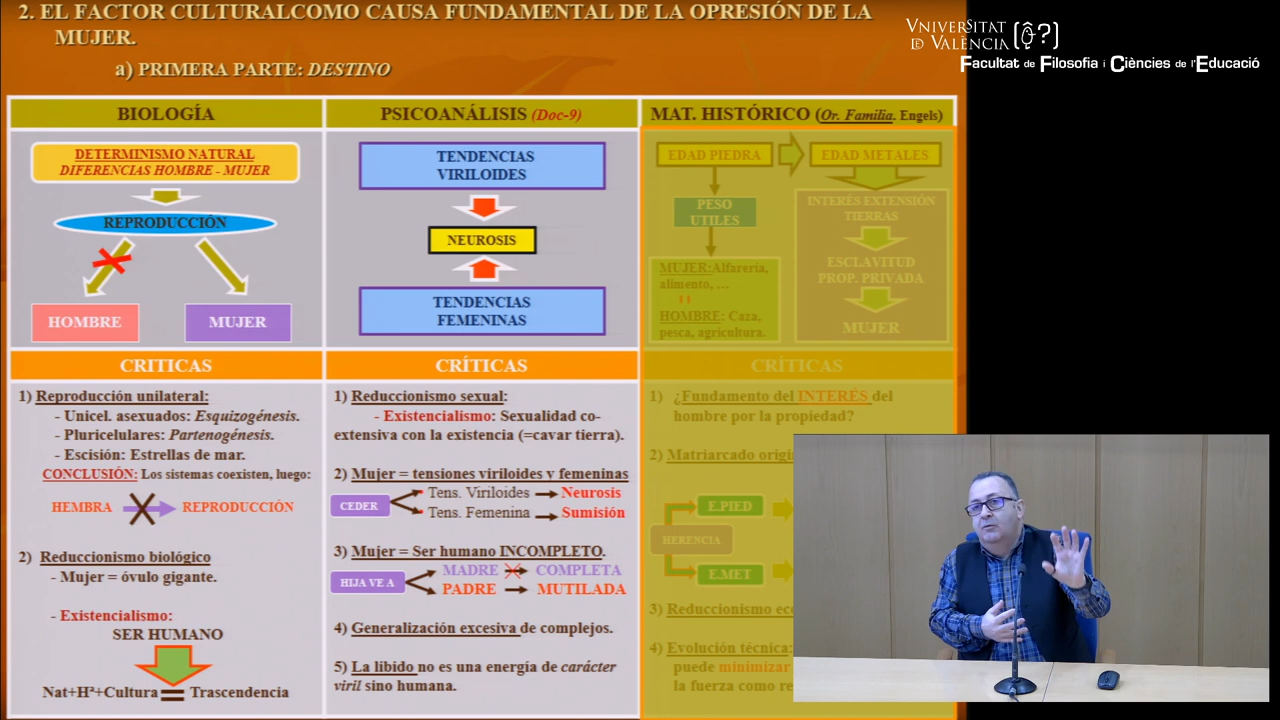 2. EL FACTOR CULTURALCOMO CAUSA FUNDAMENTAL DE LA OPRESIÓN DE LA
MUJER.
a) PRIMERA PARTE: DESTINO
VNIVERSITAT
D VALÈNCIA
Facultat de Filosofia i Ciències de l'Educació
BIOLOGÍA
DETERMINISMO NATURAL
DIFERENCIAS HOMBRE - MUJER
REPRODUCCIÓN
HOMBRE
MUJER
PSICOANÁLISIS (Doc-9)
TENDENCIAS
VIRILOIDES
NEUROSIS
TENDENCIAS
FEMENINAS
MAT. HISTÓRICO (Or. Familia. Engels)
EDAD PIEDRA
EDAD METALES
PESO
UTILES
MUJER:Alfarería,
alimento, ...
HOMBRE: Caza,
pesca, agricultura.
INTERÉS EXTENSIÓN
TIERRAS
ESCLAVITUD
PROP. PRIVADA
MUJER
CRITICAS
1) Reproducción unilateral:
- Unicel. asexuados: Esquizogénesis.
- Pluricelulares: Partenogénesis.
- Escisión: Estrellas de mar.
CONCLUSIÓN: Los sistemas coexisten, luego:
HEMBRA
REPRODUCCIÓN
2) Reduccionismo biológico
- Mujer = óvulo gigante.
- Existencialismo:
SER HUMANO
Nat+Hª+Cultura = Trascendencia
CRÍTICAS
1) Reduccionismo sexual:
- Existencialismo: Sexualidad co-
extensiva con la existencia (=cavar tierra).
2) Mujer = tensiones viriloides y femeninas
CEDER
Tens. Viriloides
Neurosis
Tens. Femenina
Sumisión
3) Mujer = Ser humano INCOMPLETO.
HIJA VE A
MADRE
COMPLETA
PADRE
MUTILADA
4) Generalización excesiva de complejos.
5) La libido no es una energía de carácter
viril sino humana.
CRÍTICAS
1) ¿Fundamento del INTERÉS del
hombre por la propiedad?
2) Matriarcado
HERENCIA
E.PIED
E.MET
3) Reduccionismo
4) Evolución técnica:
puede minimizar
la fuerza como